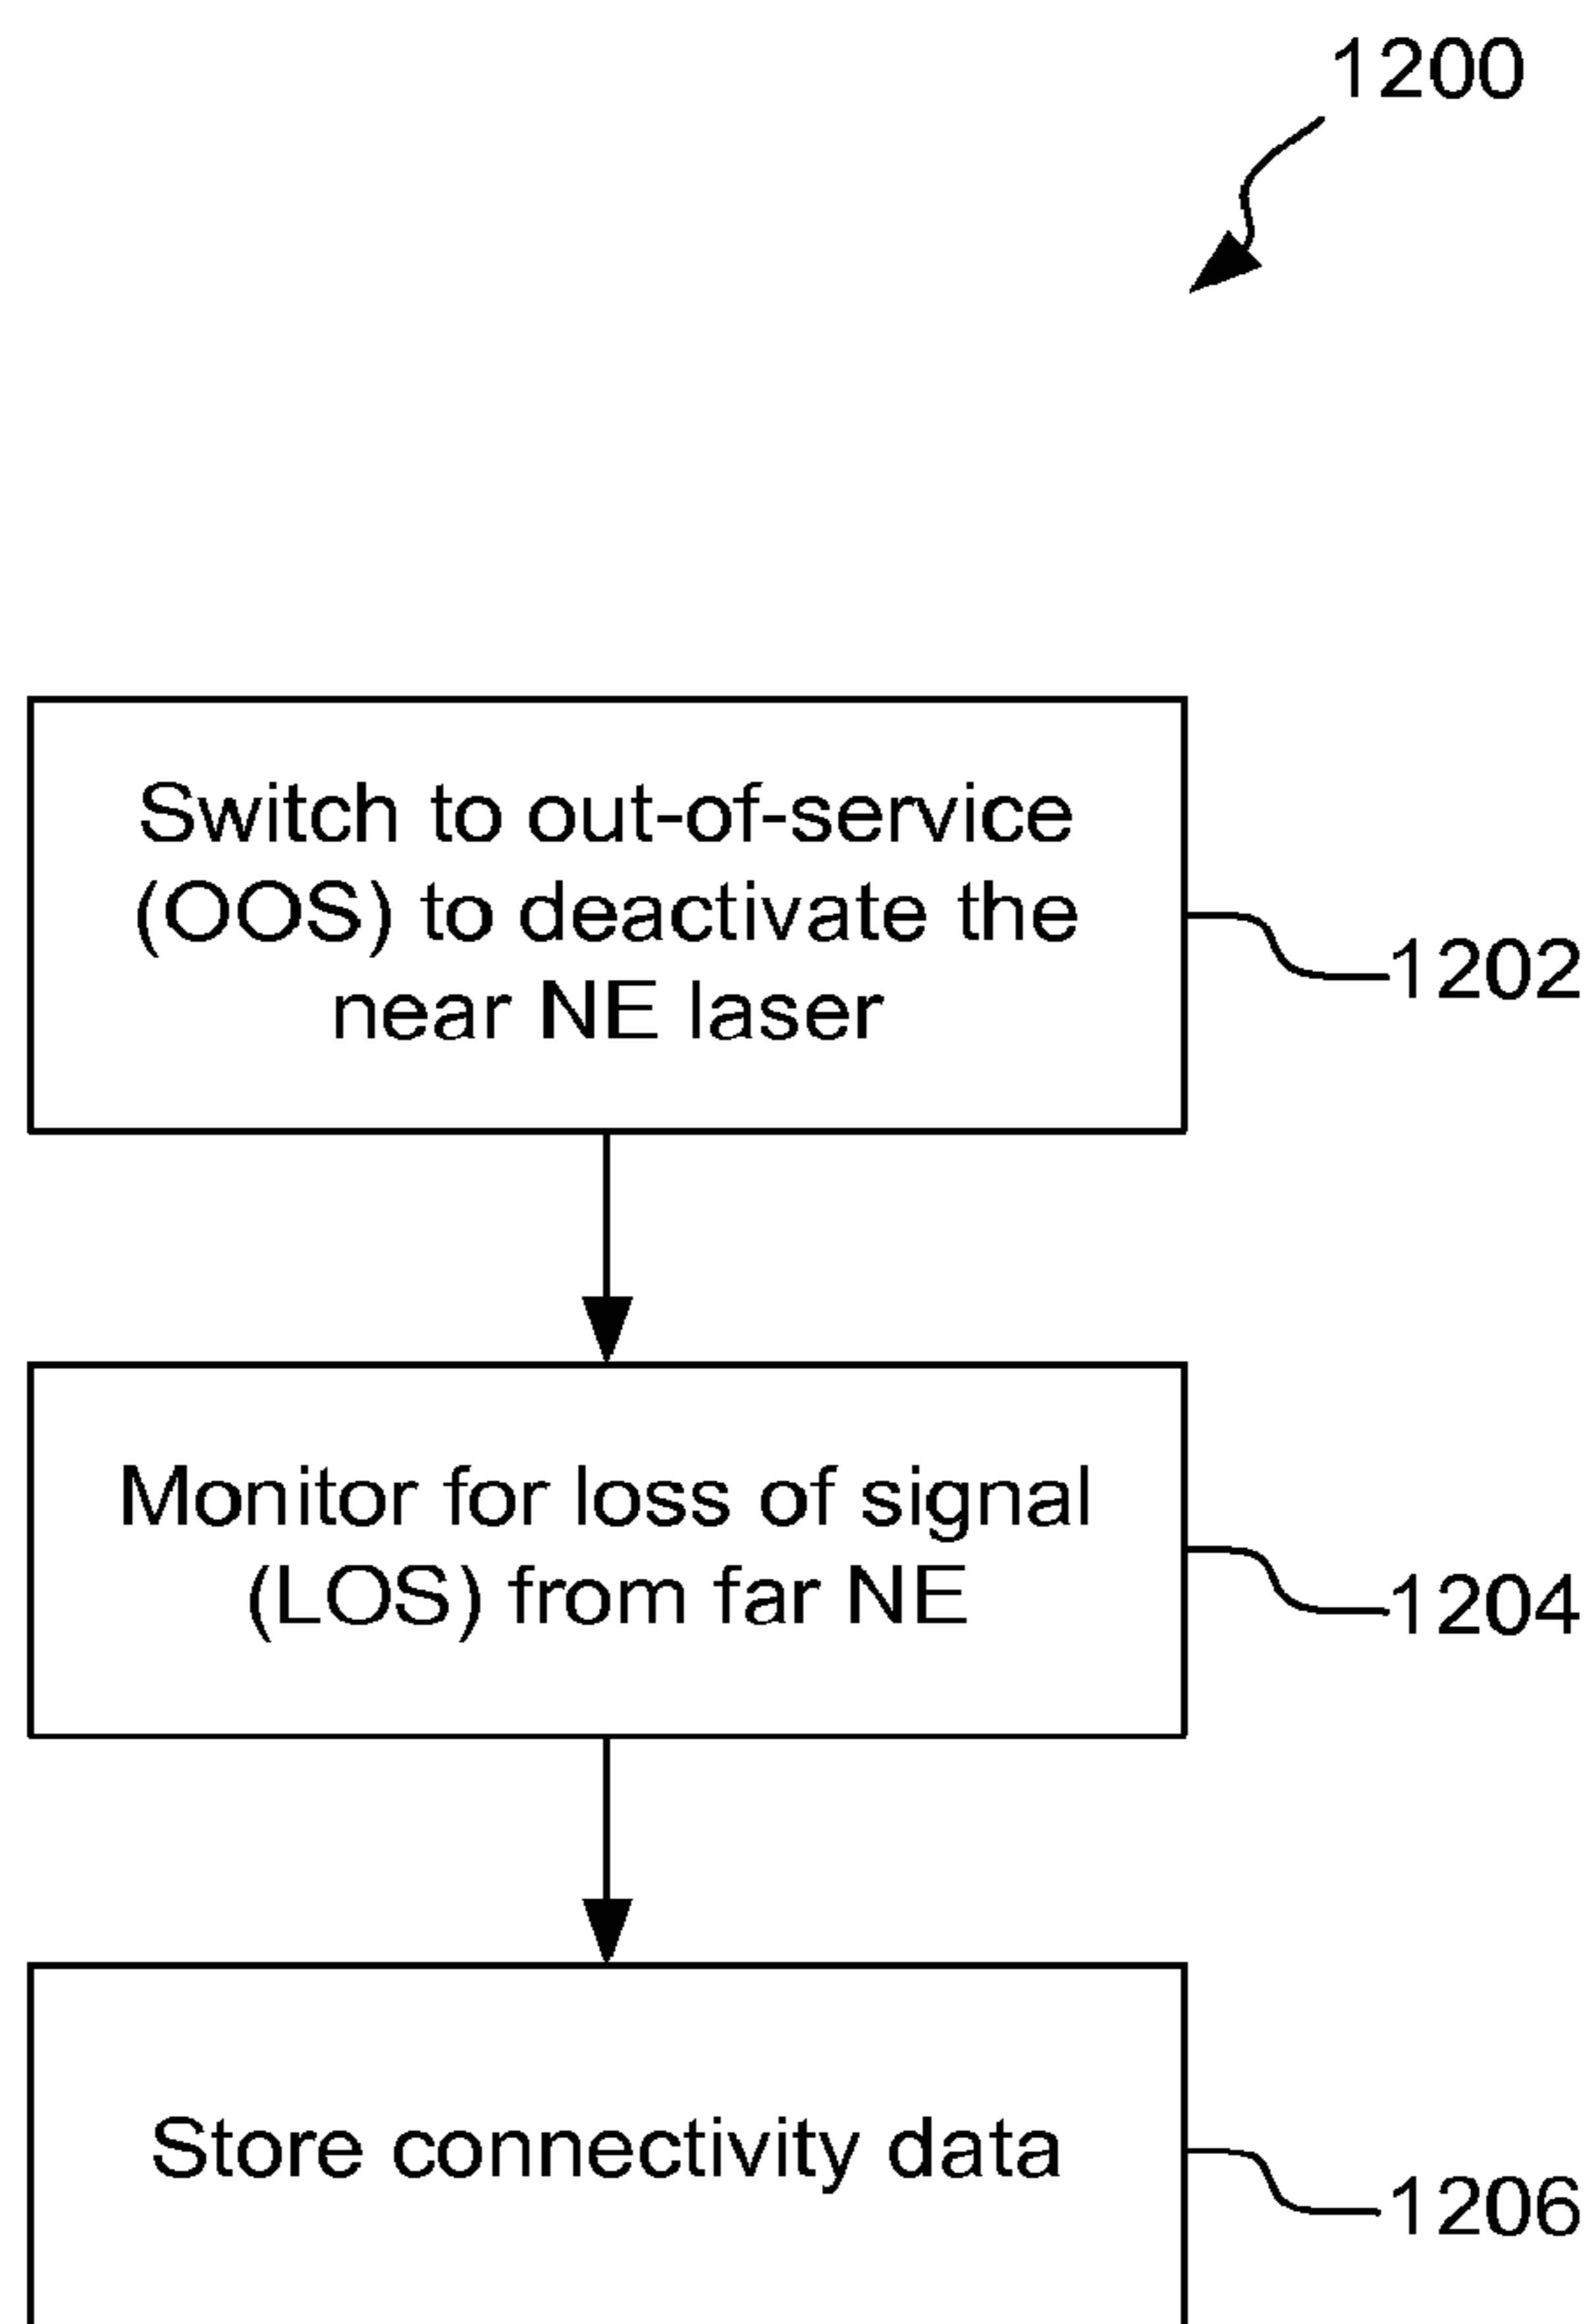 1200
Switch to out-of-service
(OOS) to deactivate the
near NE laser
1202
Monitor for loss of signal
(LOS) from far NE
1204
Store connectivity data
1206